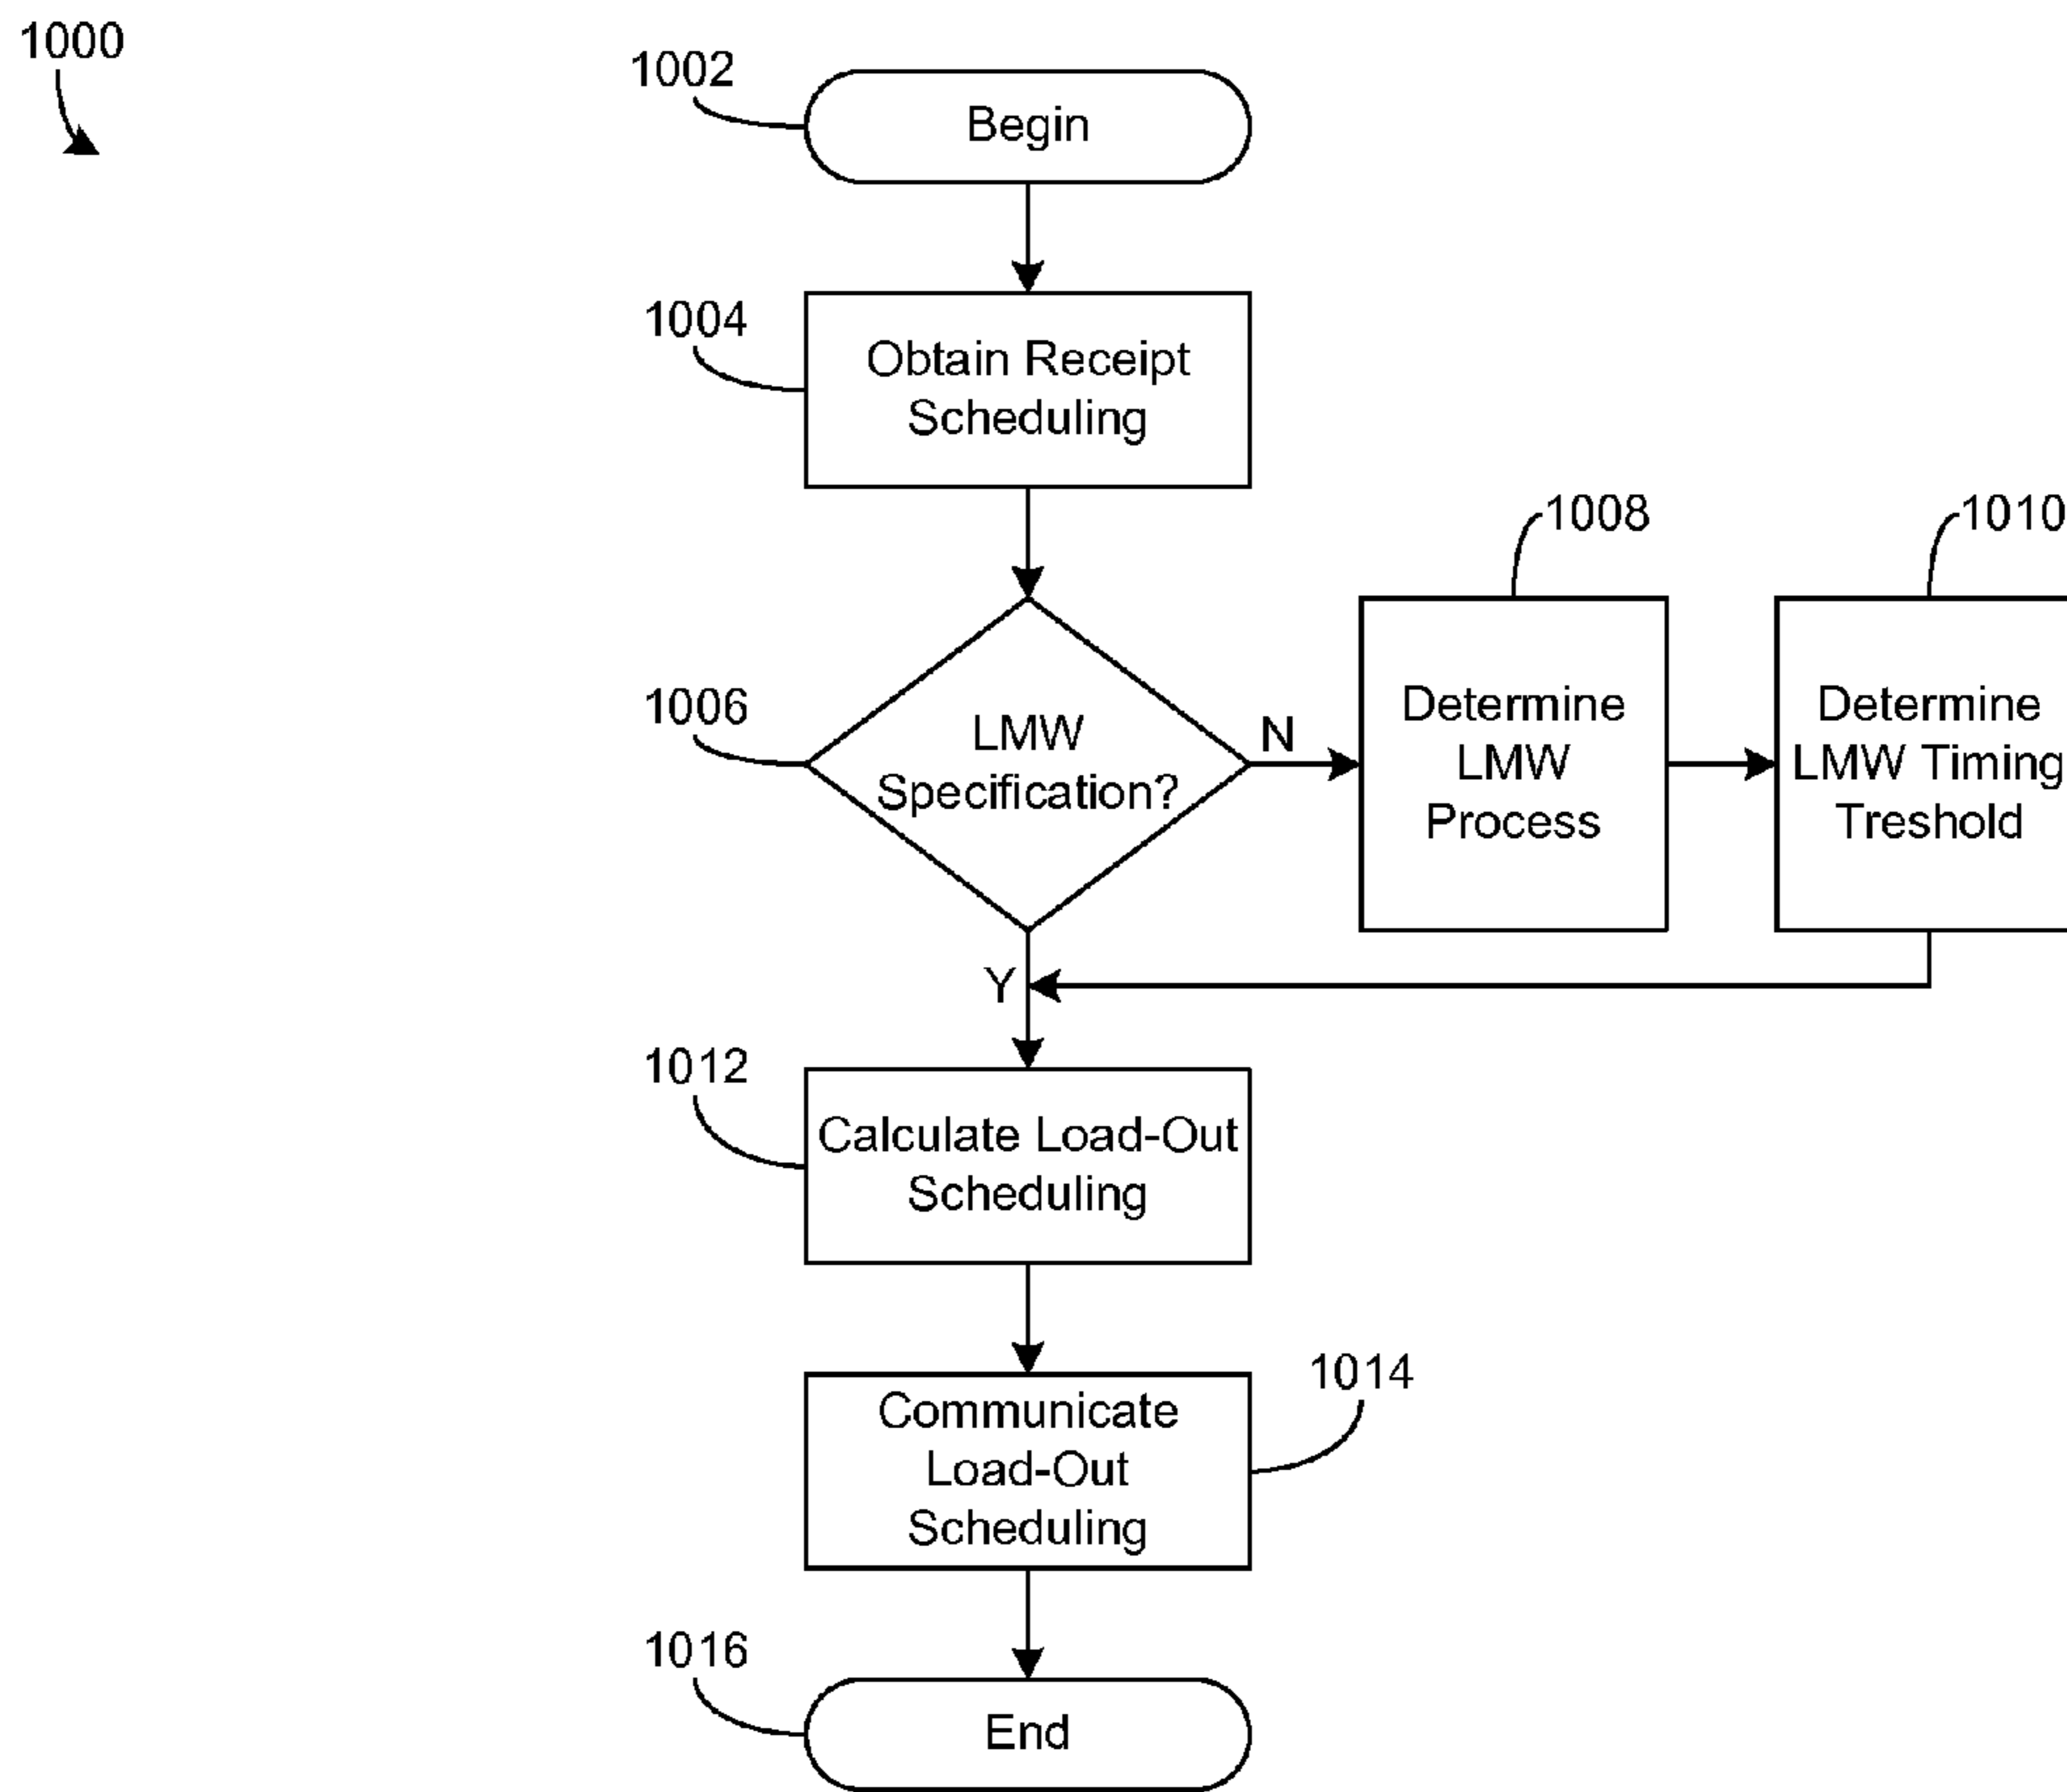 1000
1002
Begin
1004
Obtain Receipt
Scheduling
1006
LMW
Specification?
N
Y
1008
Determine
LMW
Process
1010
Determine
LMW Timing
Treshold
1012
Calculate Load-Out
Scheduling
1014
Communicate
Load-Out
Scheduling
1016
End